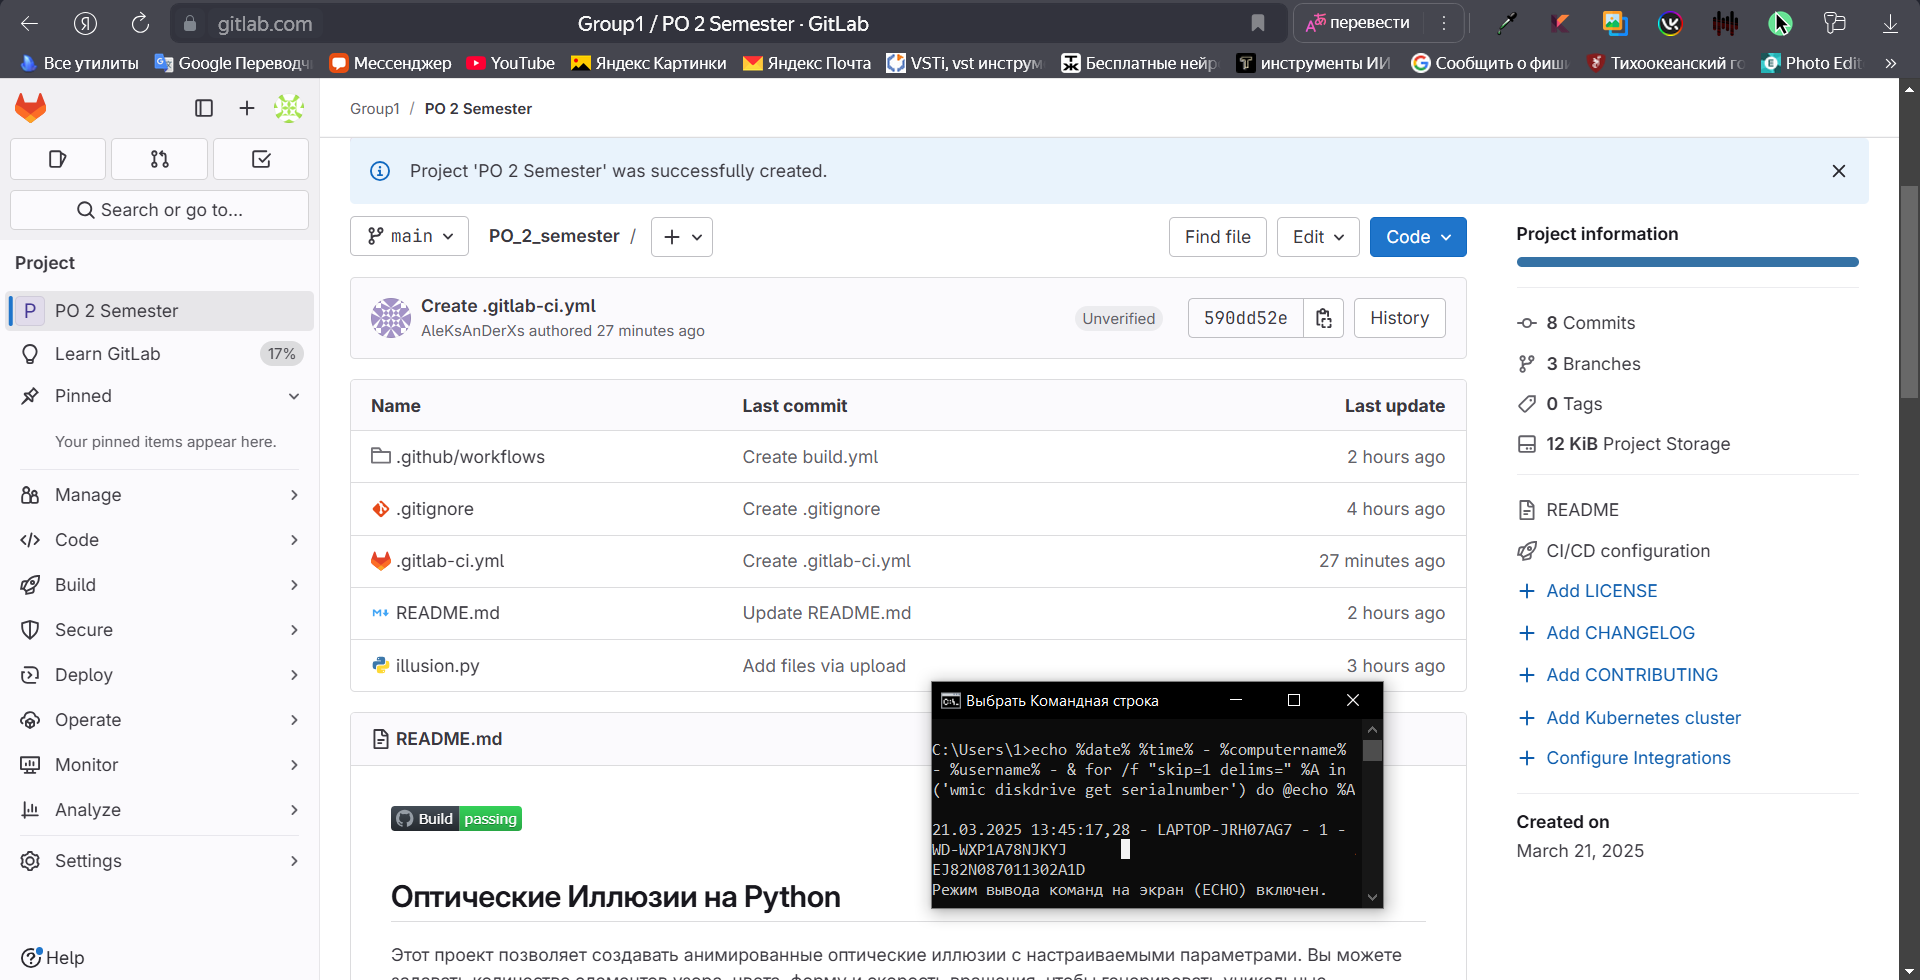 gitlab.com
Group1 / PO 2 Semester · GitLab
перевести
Все утилиты
Google Переводч
Мессенджер
YouTube
Яндекс Картинки
Яндекс Почта
VSTi, vst инструм
Бесплатные нейр
инструменты ИИ
Сообщить о фиши
Тихоокеанский го
Photo Edit
Group1 / PO 2 Semester
Search or go to...
Project
P PO 2 Semester
Learn GitLab 17%
Pinned
Your pinned items appear here.
Manage
Code
Build
Secure
Deploy
Operate
Monitor
Analyze
Settings
Help
Project 'PO 2 Semester' was successfully created.
main
PO_2_semester /
Find file
Edit
Code
Create .gitlab-ci.yml
AleKsAnDerXs authored 27 minutes ago
Unverified
590dd52e
History
Name Last commit Last update
.github/workflows Create build.yml 2 hours ago
.gitignore Create .gitignore 4 hours ago
.gitlab-ci.yml Create .gitlab-ci.yml 27 minutes ago
README.md Update README.md 2 hours ago
illusion.py Add files via upload 3 hours ago
README.md
Build passing
Оптические Иллюзии на Python
Этот проект позволяет создавать анимированные оптические иллюзии с настраиваемыми параметрами. Вы можете
Выбрать Командная строка
C:\Users\1>echo %date% %time% - %computername%
- %username% - & for /f "skip=1 delims=" %A in
('wmic diskdrive get serialnumber') do @echo %A
21.03.2025 13:45:17,28 - LAPTOP-JRH07AG7 - 1 -
WD-WXP1A78NJKYJ
EJ82N087011302A1D
Режим вывода команд на экран (ECHO) включен.
Project information
8 Commits
3 Branches
0 Tags
12 KiB Project Storage
README
CI/CD configuration
Add LICENSE
Add CHANGELOG
Add CONTRIBUTING
Add Kubernetes cluster
Configure Integrations
Created on
March 21, 2025